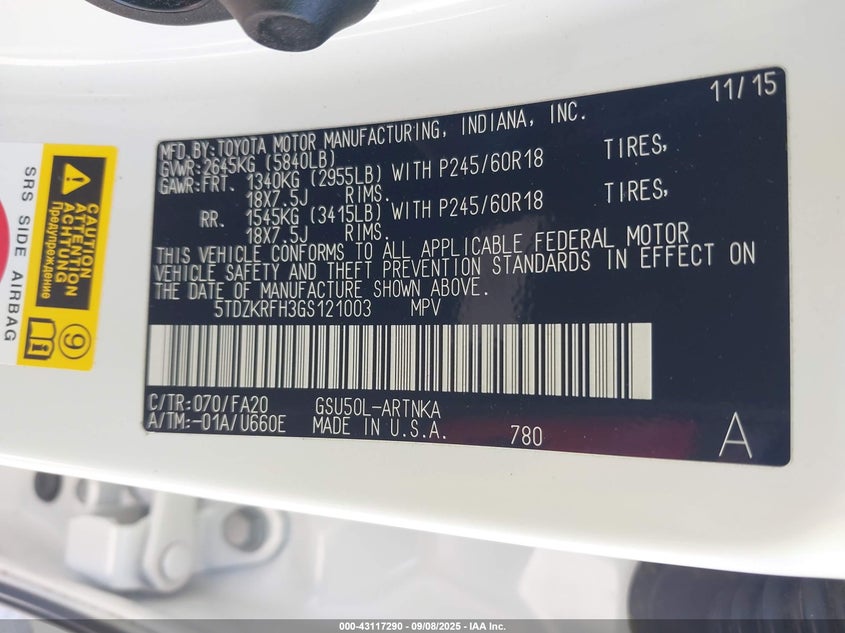 11/15
MFD.BY:TOYOTA MOTOR MANUFACTURING, INDIANA, INC.
GVWR:2645KG (5840LB)
GAWR:FRT. 1340KG (2955LB) WITH P245/60R18 TIRES,
18X7.5J RIMS.
RR. 1545KG (3415LB) WITH P245/60R18 TIRES,
18X7.5J RIMS.
THIS VEHICLE CONFORMS TO ALL APPLICABLE FEDERAL MOTOR
VEHICLE SAFETY AND THEFT PREVENTION STANDARDS IN EFFECT ON
THE DATE OF MANUFACTURE SHOWN ABOVE.
5TDZKRFH3GS121003 MPV
C/TR:070/FA20 GSU50L-ARTNKA
A/TM:-01A/U660E MADE IN U.S.A. 780 A
SRS SIDE AIRBAG
CAUTION
ATTENTION
ACHTUNG
Предупреждение
9
000-43117290 - 09/08/2025 - IAA Inc.